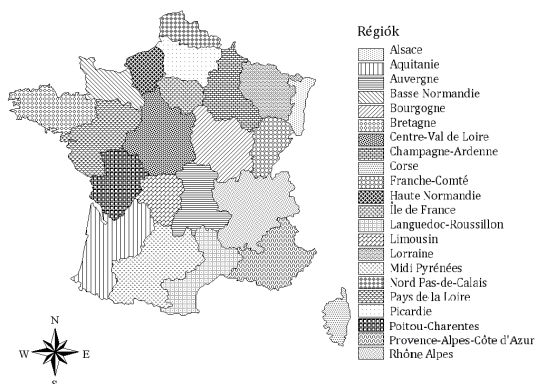 Régiók
Alsace
Aquitanie
Auvergne
Basse Normandie
Bourgogne
Bretagne
Centre-Val de Loire
Champagne-Ardenne
Corse
Franche-Comté
Haute Normandie
Île de France
Languedoc-Roussillon
Limousin
Lorraine
Midi Pyrénées
Nord Pas-de-Calais
Pays de la Loire
Picardie
Poitou-Charentes
Provence-Alpes-Côte d'Azur
Rhône Alpes
N
W E
S